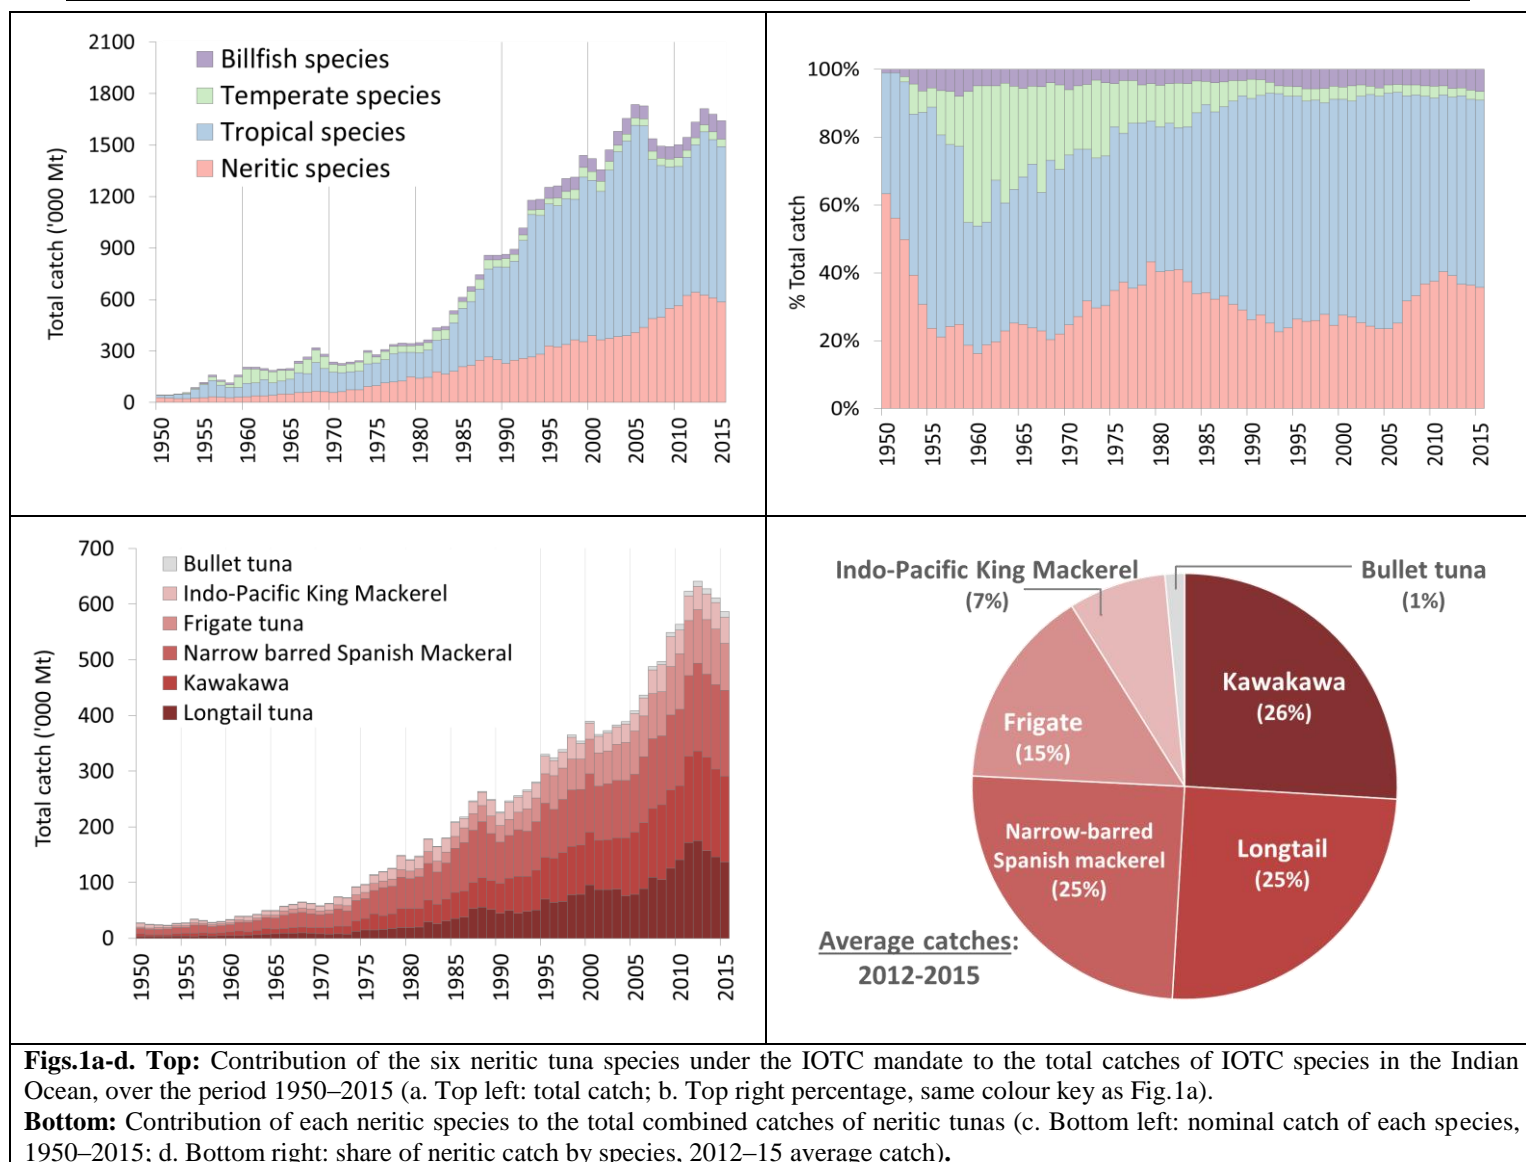 2100
1800
1500
1200
900
600
300
0
Total catch ('000 Mt)
Billfish species
Temperate species
Tropical species
Neritic species
1950
1955
1960
1965
1970
1975
1980
1985
1990
1995
2000
2005
2010
2015
100%
80%
60%
40%
20%
0%
% Total catch
1950
1955
1960
1965
1970
1975
1980
1985
1990
1995
2000
2005
2010
2015
700
600
500
400
300
200
100
0
Total catch ('000 Mt)
Bullet tuna
Indo-Pacific King Mackerel
Frigate tuna
Narrow barred Spanish Mackeral
Kawakawa
Longtail tuna
1950
1955
1960
1965
1970
1975
1980
1985
1990
1995
2000
2005
2010
2015
Indo-Pacific King Mackerel
(7%)
Bullet tuna
(1%)
Kawakawa
(26%)
Frigate
(15%)
Narrow-barred
Spanish mackerel
(25%)
Longtail
(25%)
Average catches:
2012-2015
Figs.1a-d. Top: Contribution of the six neritic tuna species under the IOTC mandate to the total catches of IOTC species in the Indian
Ocean, over the period 1950–2015 (a. Top left: total catch; b. Top right percentage, same colour key as Fig.1a).
Bottom: Contribution of each neritic species to the total combined catches of neritic tunas (c. Bottom left: nominal catch of each species,
1950–2015; d. Bottom right: share of neritic catch by species, 2012–15 average catch).